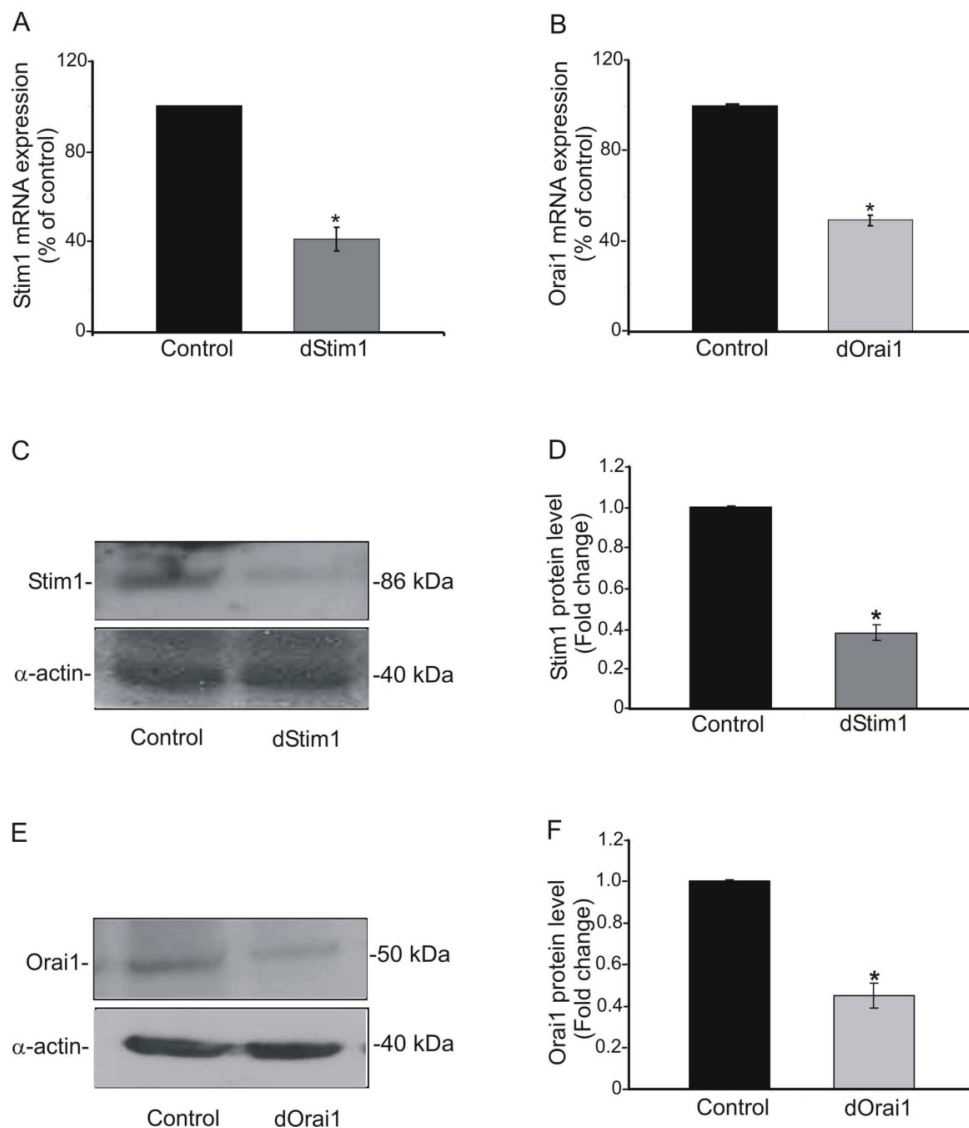 A
Stim1 mRNA expression
(% of control)
120
80
40
0
Control
dStim1
*
B
Orai1 mRNA expression
(% of control)
120
80
40
0
Control
dOrai1
*
C
Stim1-
-86 kDa
α-actin-
-40 kDa
Control
dStim1
D
Stim1 protein level
(Fold change)
1.2
1.0
0.8
0.6
0.4
0.2
0
Control
dStim1
*
E
Orai1-
-50 kDa
α-actin-
-40 kDa
Control
dOrai1
F
Orai1 protein level
(Fold change)
1.2
1.0
0.8
0.6
0.4
0.2
0
Control
dOrai1
*